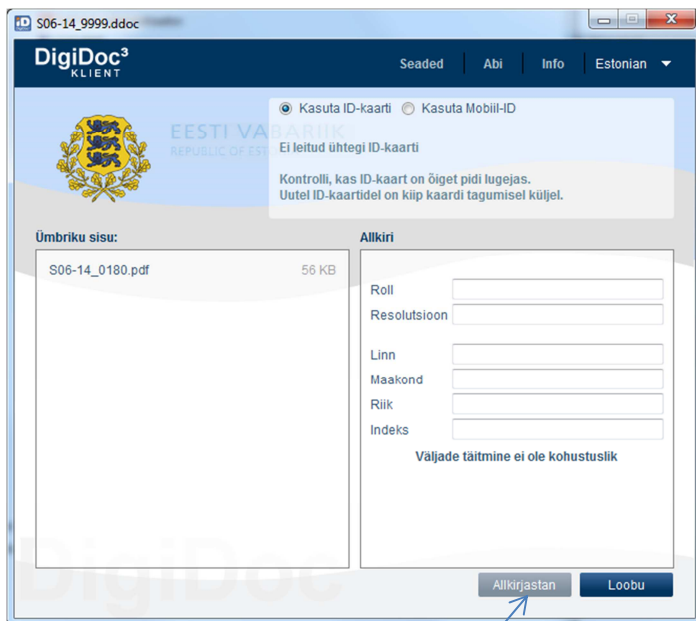 S06-14_9999.ddoc
DigiDoc³
KLIENT
Seaded Abi Info Estonian
Kasuta ID-kaarti Kasuta Mobiil-ID
EESTI VABARIIK
REPUBLIC OF EST
Ei leitud ühtegi ID-kaarti
Kontrolli, kas ID-kaart on õiget pidi lugejas.
Uutel ID-kaartidel on kiip kaardi tagumisel küljel.
Ümbriku sisu:
S06-14_0180.pdf 56 KB
Allkiri
Roll
Resolutsioon
Linn
Maakond
Riik
Indeks
Väljade täitmine ei ole kohustuslik
DigiDoc
Allkirjastan Loobu